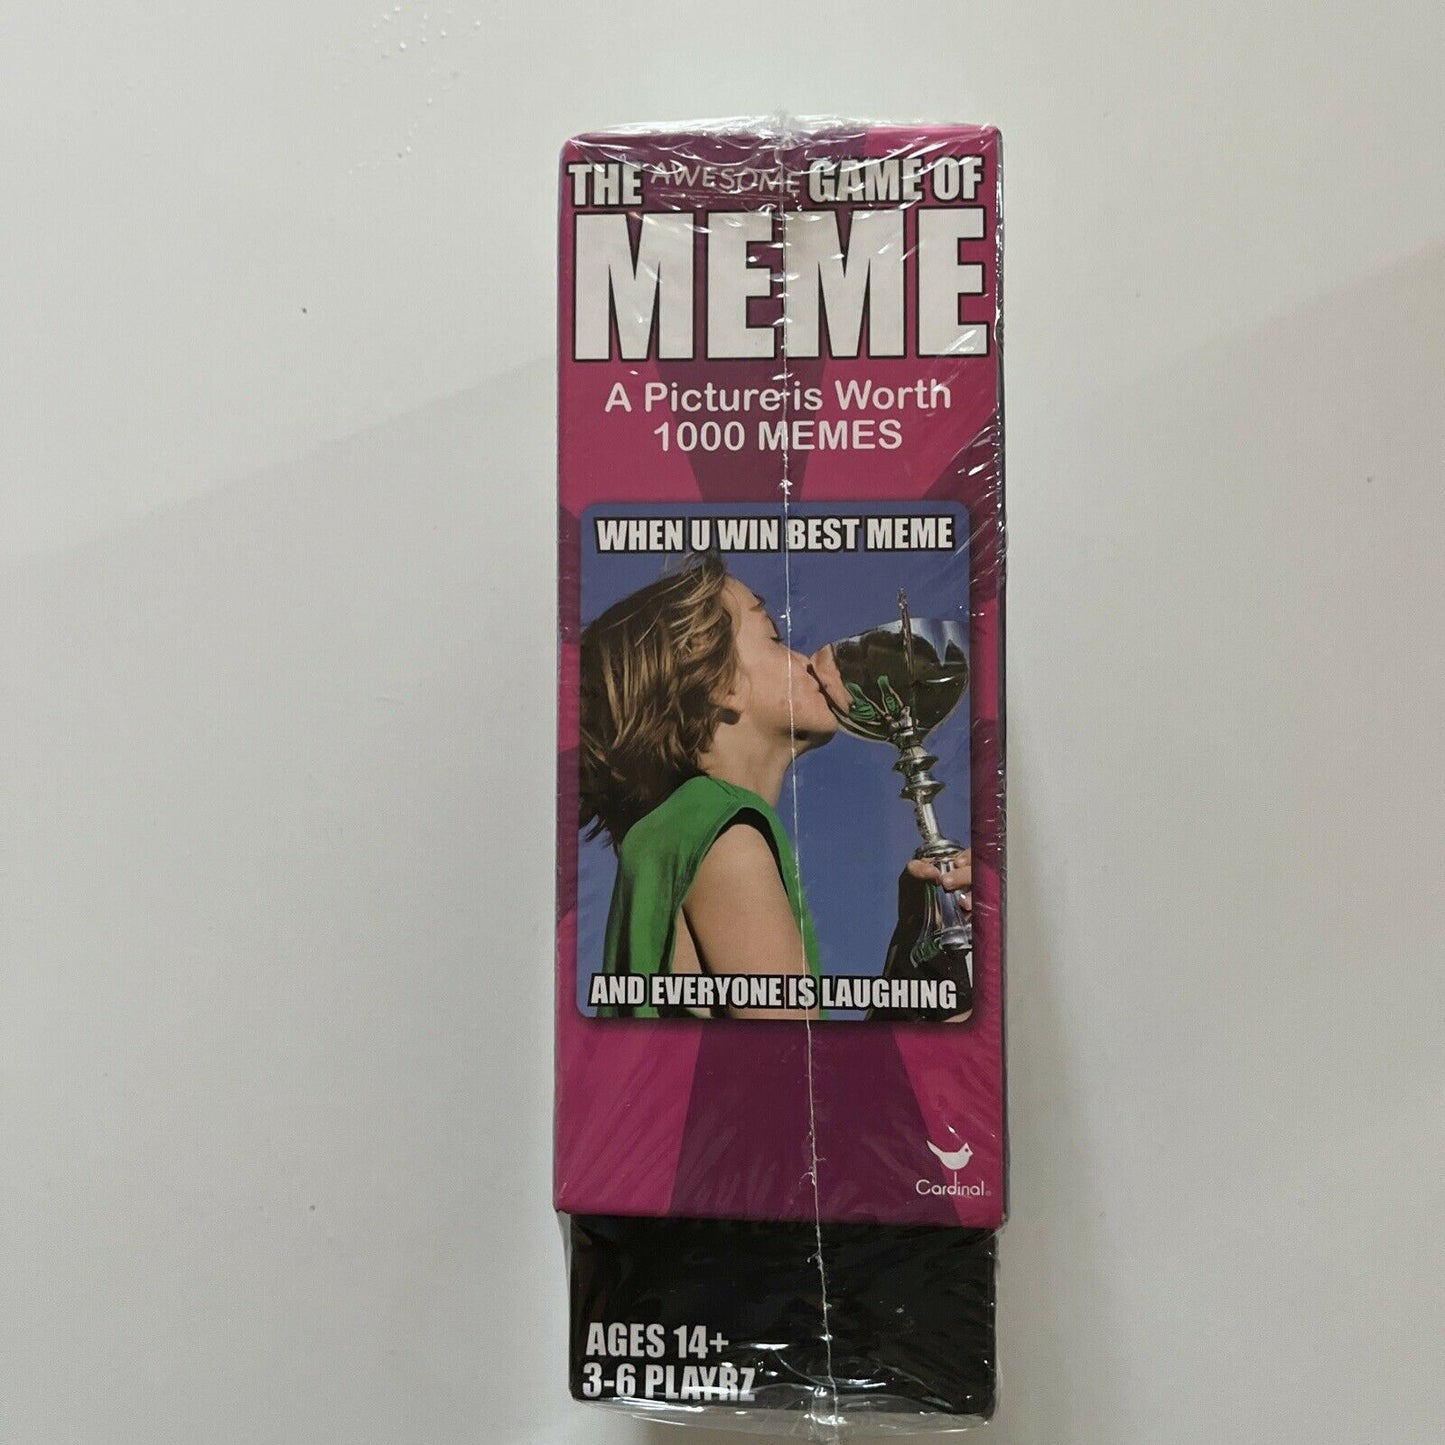 THE AWESOME GAME OF
MEME
A Picture is Worth
1000 MEMES
WHEN U WIN BEST MEME
AND EVERYONE IS LAUGHING
Cardinal®
AGES 14+
3-6 PLAYRZ